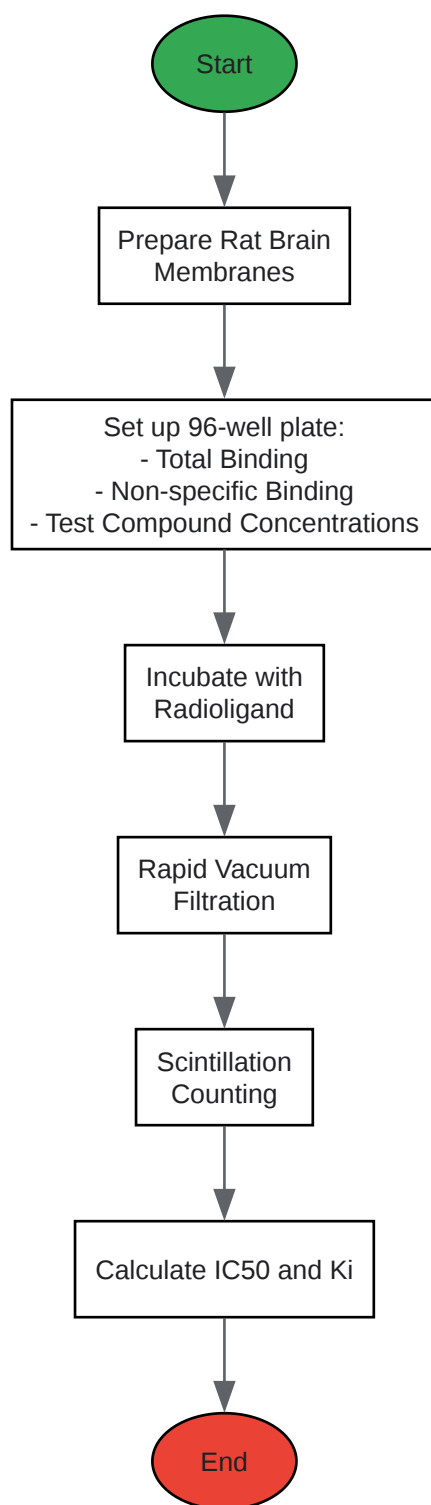 Start
Prepare Rat Brain
Membranes
Set up 96-well plate:
- Total Binding
- Non-specific Binding
- Test Compound Concentrations
Incubate with
Radioligand
Rapid Vacuum
Filtration
Scintillation
Counting
Calculate IC50 and Ki
End